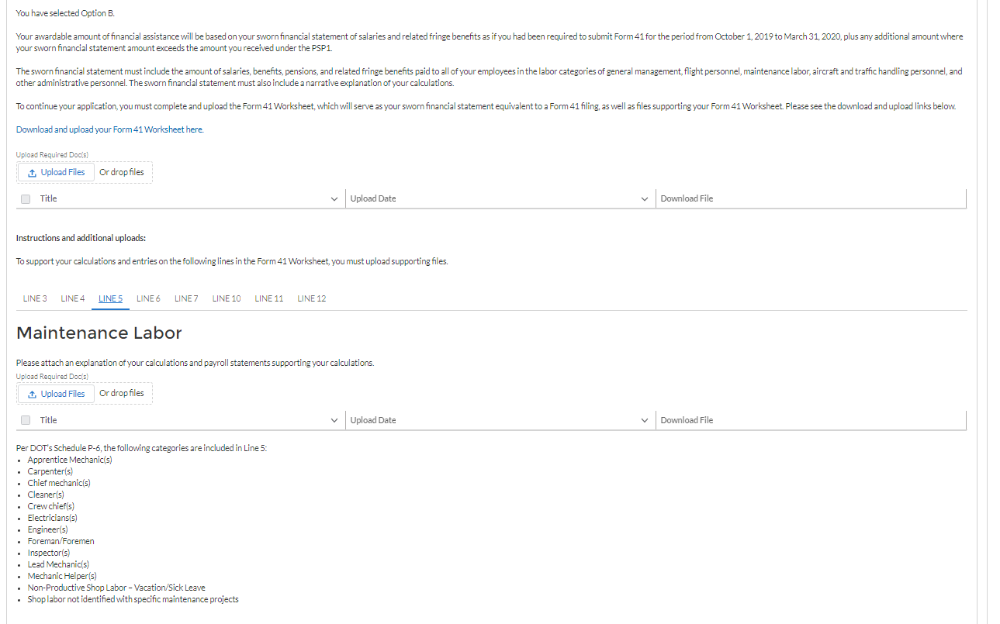 You have selected Option B.
Your awardable amount of financial assistance will be based on your sworn financial statement of salaries and related fringe benefits as if you had been required to submit Form 41 for the period from October 1, 2019 to March 31, 2020, plus any additional amount where
your sworn financial statement amount exceeds the amount you received under the PSP1.
The sworn financial statement must include the amount of salaries, benefits, pensions, and related fringe benefits paid to all of your employees in the labor categories of general management, flight personnel, maintenance labor, aircraft and traffic handling personnel, and
other administrative personnel. The sworn financial statement must also include a narrative explanation of your calculations.
To continue your application, you must complete and upload the Form 41 Worksheet, which will serve as your sworn financial statement equivalent to a Form 41 filing, as well as files supporting your Form 41 Worksheet. Please see the download and upload links below.
Download and upload your Form 41 Worksheet here.
Upload Required Doc(s)
Upload Files Or drop files
Title Upload Date Download File
Instructions and additional uploads:
To support your calculations and entries on the following lines in the Form 41 Worksheet, you must upload supporting files.
LINE 3 LINE 4 LINE 5 LINE 6 LINE 7 LINE 10 LINE 11 LINE 12
Maintenance Labor
Please attach an explanation of your calculations and payroll statements supporting your calculations.
Upload Required Doc(s)
Upload Files Or drop files
Title Upload Date Download File
Per DOT's Schedule P-6, the following categories are included in Line 5:
• Apprentice Mechanic(s)
• Carpenter(s)
• Chief mechanic(s)
• Cleaner(s)
• Crew chief(s)
• Electricians(s)
• Engineer(s)
• Foreman/Foremen
• Inspector(s)
• Lead Mechanic(s)
• Mechanic Helper(s)
• Non-Productive Shop Labor – Vacation/Sick Leave
• Shop labor not identified with specific maintenance projects